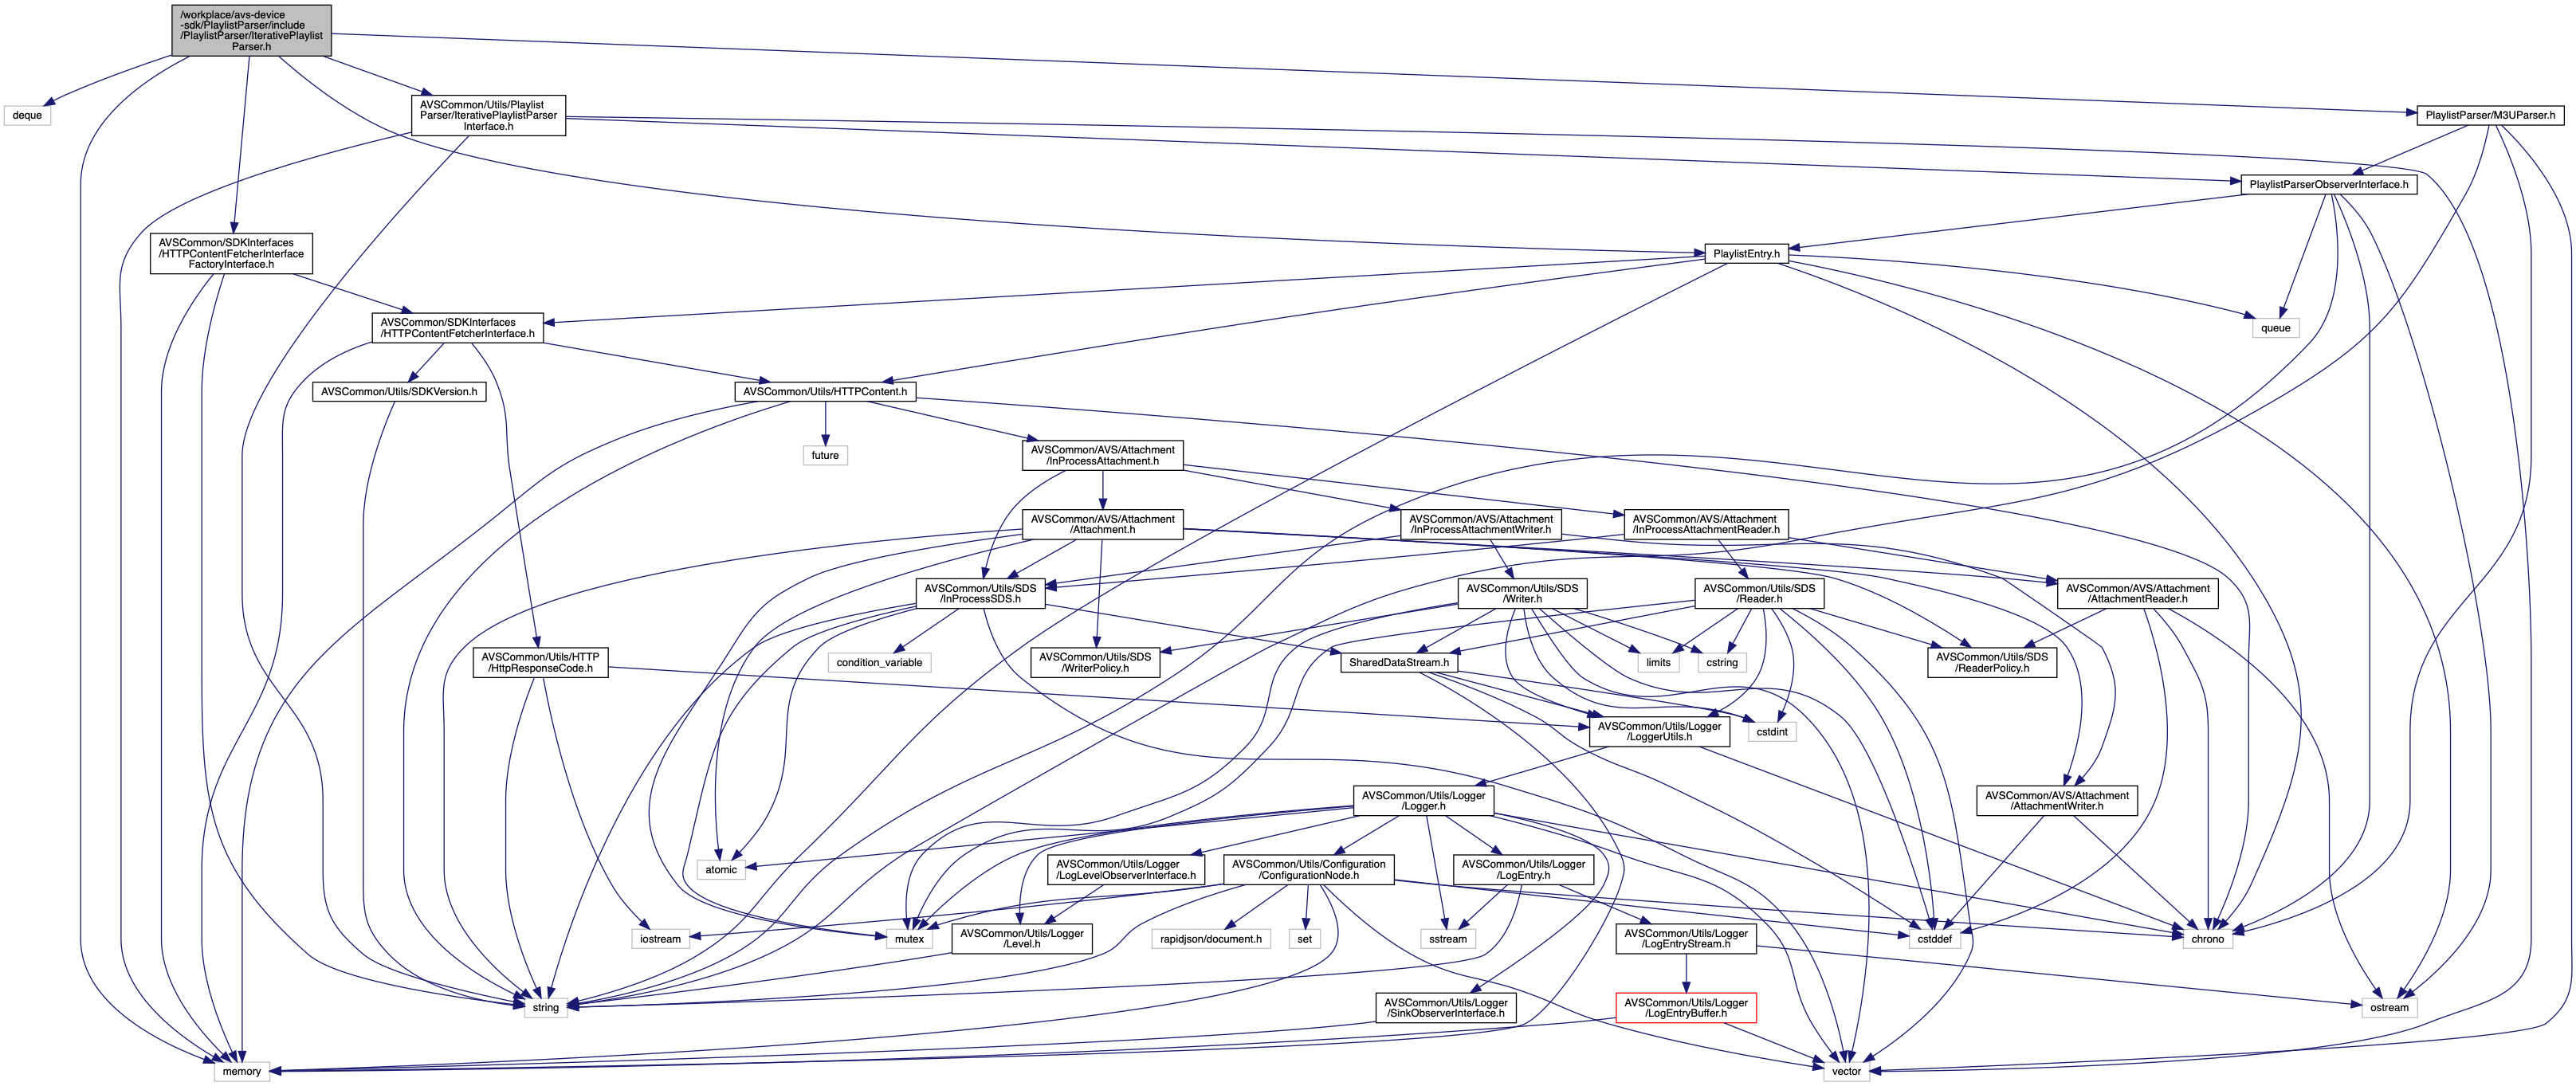 /workplace/avs-device
-sdk/PlaylistParser/include
/PlaylistParser/IterativePlaylist
Parser.h
deque
AVSCommon/Utils/Playlist
Parser/IterativePlaylistParser
Interface.h
PlaylistParser/M3UParser.h
PlaylistParserObserverInterface.h
AVSCommon/SDKInterfaces
/HTTPContentFetcherInterface
FactoryInterface.h
PlaylistEntry.h
AVSCommon/SDKInterfaces
/HTTPContentFetcherInterface.h
queue
AVSCommon/Utils/SDKVersion.h
AVSCommon/Utils/HTTPContent.h
future
AVSCommon/AVS/Attachment
/InProcessAttachment.h
AVSCommon/AVS/Attachment
/Attachment.h
AVSCommon/AVS/Attachment
/InProcessAttachmentWriter.h
AVSCommon/AVS/Attachment
/InProcessAttachmentReader.h
AVSCommon/Utils/SDS
/InProcessSDS.h
AVSCommon/Utils/SDS
/Writer.h
AVSCommon/Utils/SDS
/Reader.h
AVSCommon/AVS/Attachment
/AttachmentReader.h
AVSCommon/Utils/HTTP
/HttpResponseCode.h
condition_variable
AVSCommon/Utils/SDS
/WriterPolicy.h
SharedDataStream.h
limits
cstring
AVSCommon/Utils/SDS
/ReaderPolicy.h
AVSCommon/Utils/Logger
/LoggerUtils.h
cstdint
AVSCommon/Utils/Logger
/Logger.h
AVSCommon/AVS/Attachment
/AttachmentWriter.h
atomic
AVSCommon/Utils/Logger
/LogLevelObserverInterface.h
AVSCommon/Utils/Configuration
/ConfigurationNode.h
AVSCommon/Utils/Logger
/LogEntry.h
iostream
mutex
AVSCommon/Utils/Logger
/Level.h
rapidjson/document.h
set
sstream
AVSCommon/Utils/Logger
/LogEntryStream.h
cstddef
chrono
string
AVSCommon/Utils/Logger
/SinkObserverInterface.h
AVSCommon/Utils/Logger
/LogEntryBuffer.h
ostream
memory
vector